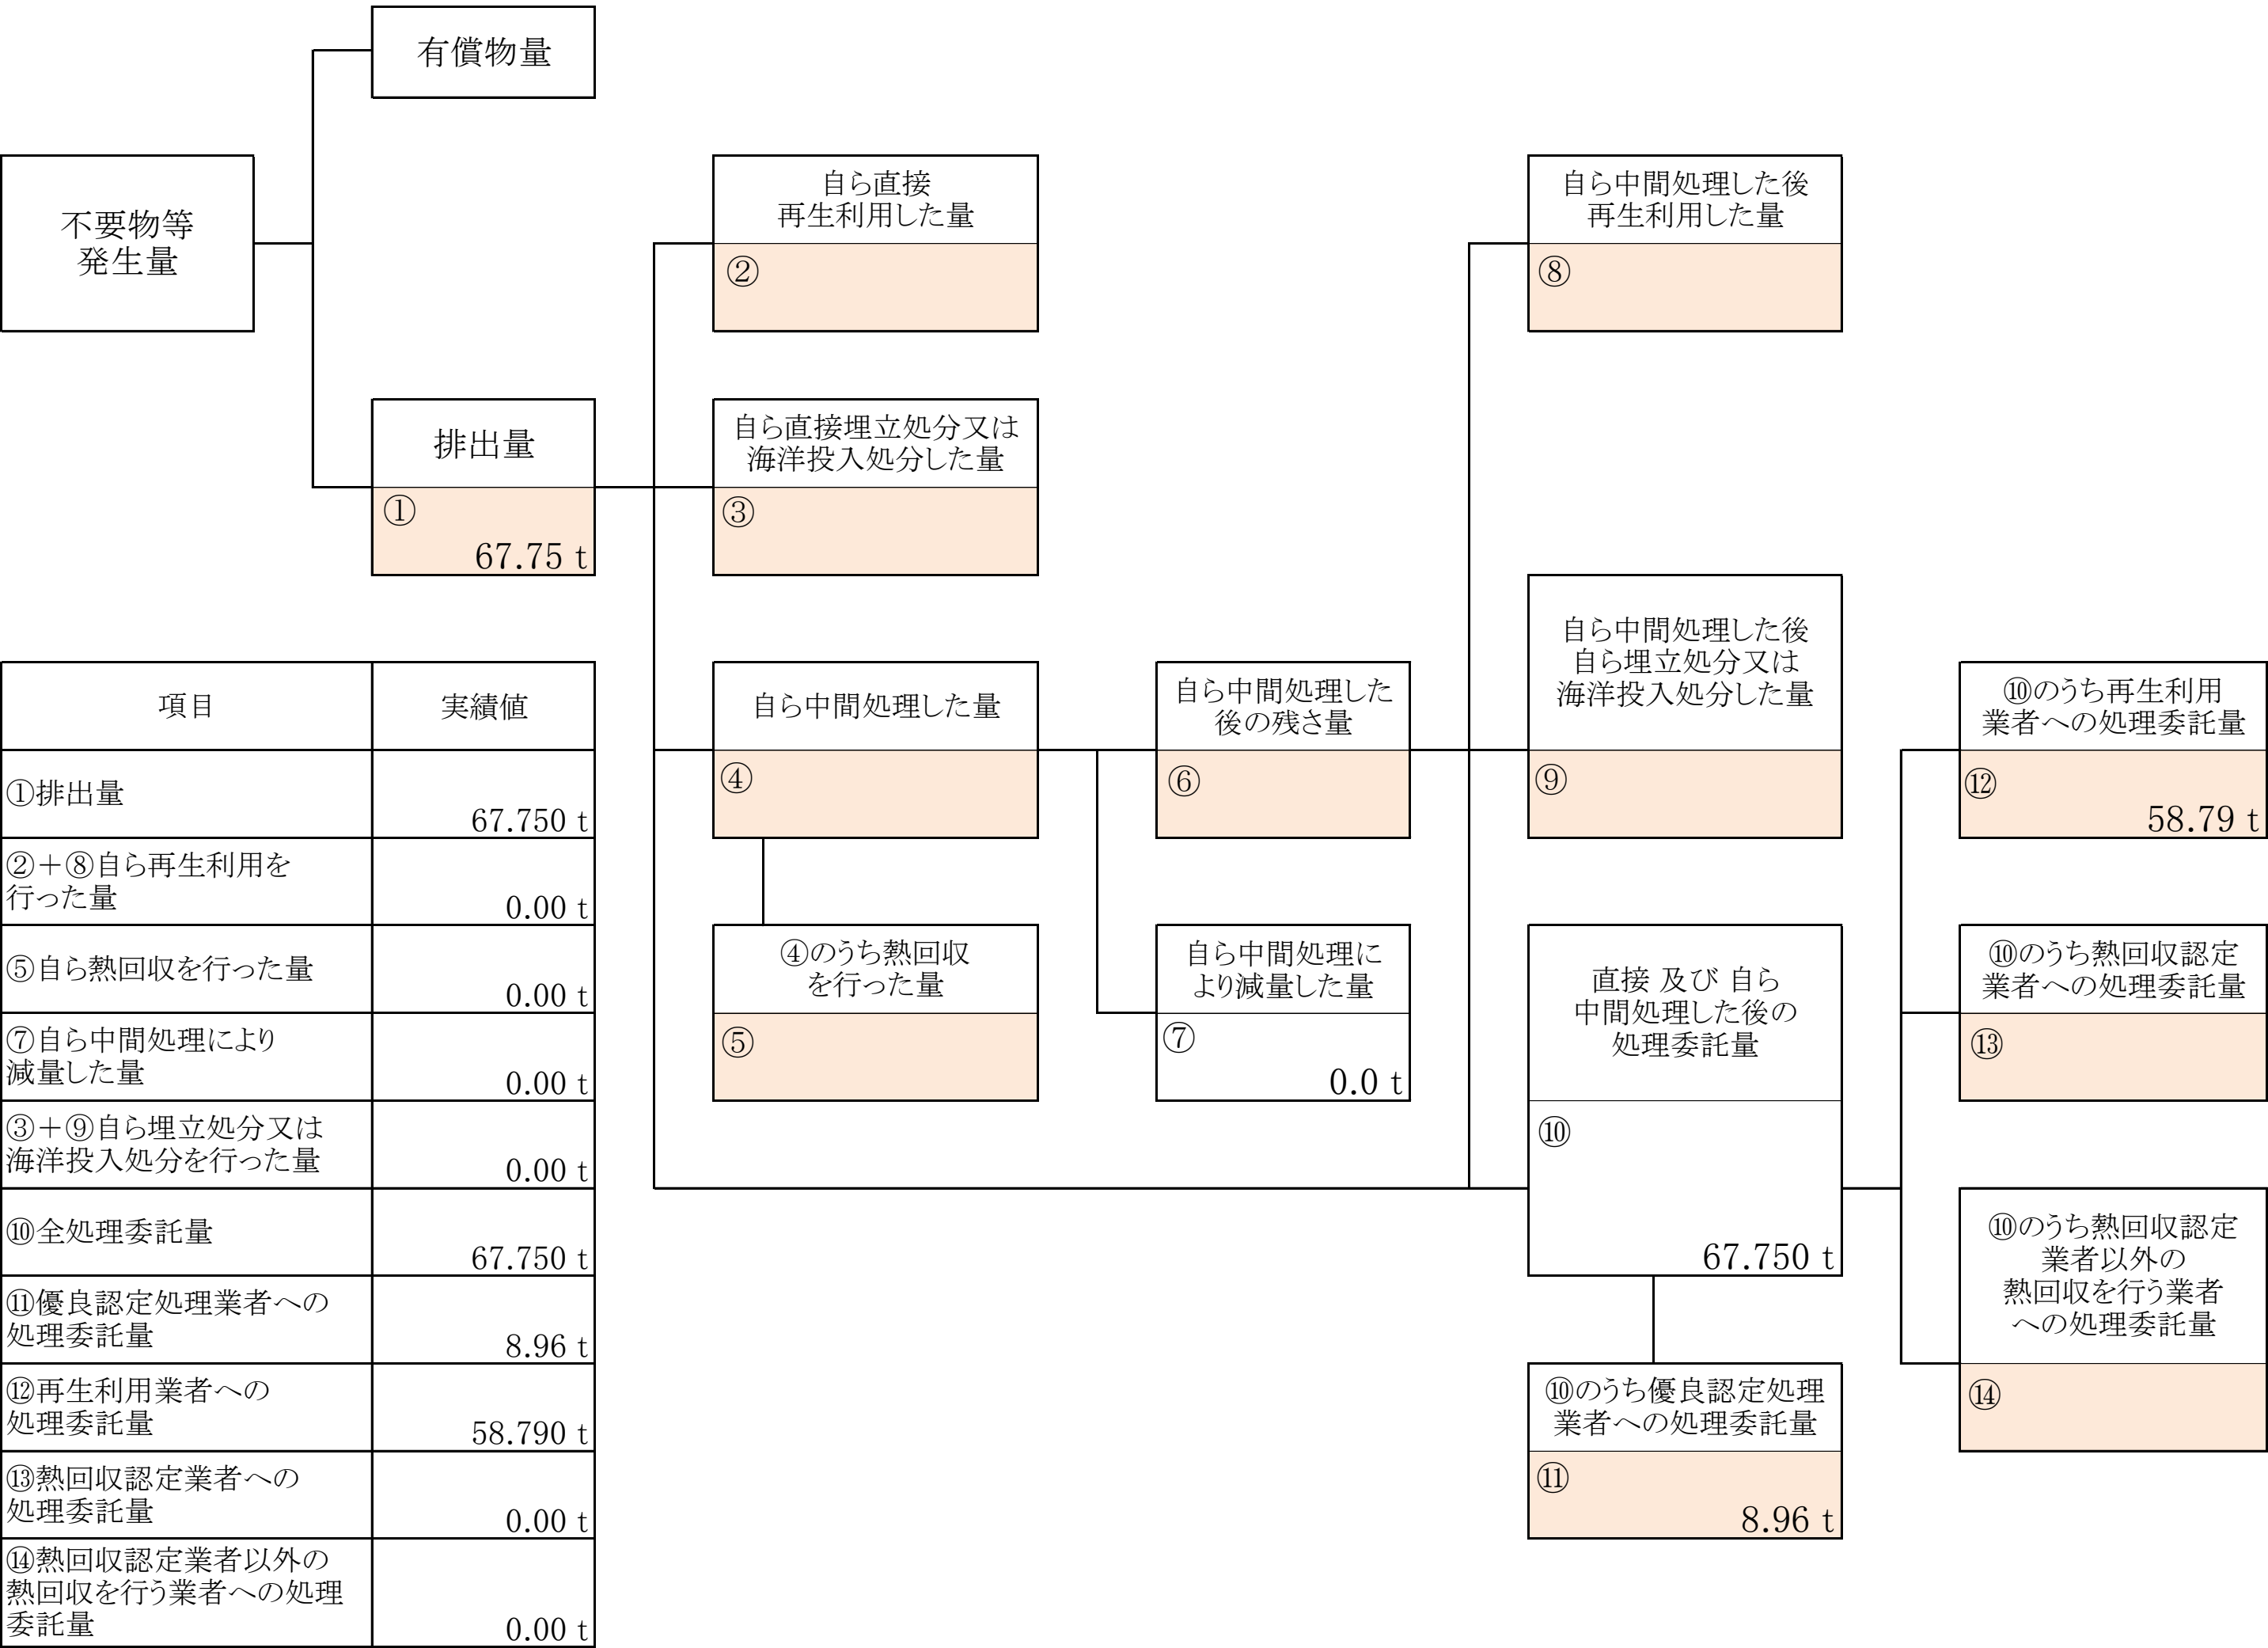 有償物量
不要物等
発生量
自ら直接
再生利用した量
②
自ら中間処理した後
再生利用した量
⑧
排出量
①
67.75 t
自ら直接埋立処分又は
海洋投入処分した量
③
自ら中間処理した量
④
自ら中間処理した
後の残さ量
⑥
自ら中間処理した後
自ら埋立処分又は
海洋投入処分した量
⑨
⑩のうち再生利用
業者への処理委託量
⑫
58.79 t
④のうち熱回収
を行った量
⑤
自ら中間処理に
より減量した量
⑦
0.0 t
直接 及び 自ら
中間処理した後の
処理委託量
⑩
67.750 t
⑩のうち熱回収認定
業者への処理委託量
⑬
⑩のうち熱回収認定
業者以外の
熱回収を行う業者
への処理委託量
⑭
⑩のうち優良認定処理
業者への処理委託量
⑪
8.96 t
項目
実績値
①排出量
67.750 t
②＋⑧自ら再生利用を
行った量
0.00 t
⑤自ら熱回収を行った量
0.00 t
⑦自ら中間処理により
減量した量
0.00 t
③＋⑨自ら埋立処分又は
海洋投入処分を行った量
0.00 t
⑩全処理委託量
67.750 t
⑪優良認定処理業者への
処理委託量
8.96 t
⑫再生利用業者への
処理委託量
58.790 t
⑬熱回収認定業者への
処理委託量
0.00 t
⑭熱回収認定業者以外の
熱回収を行う業者への処理
委託量
0.00 t